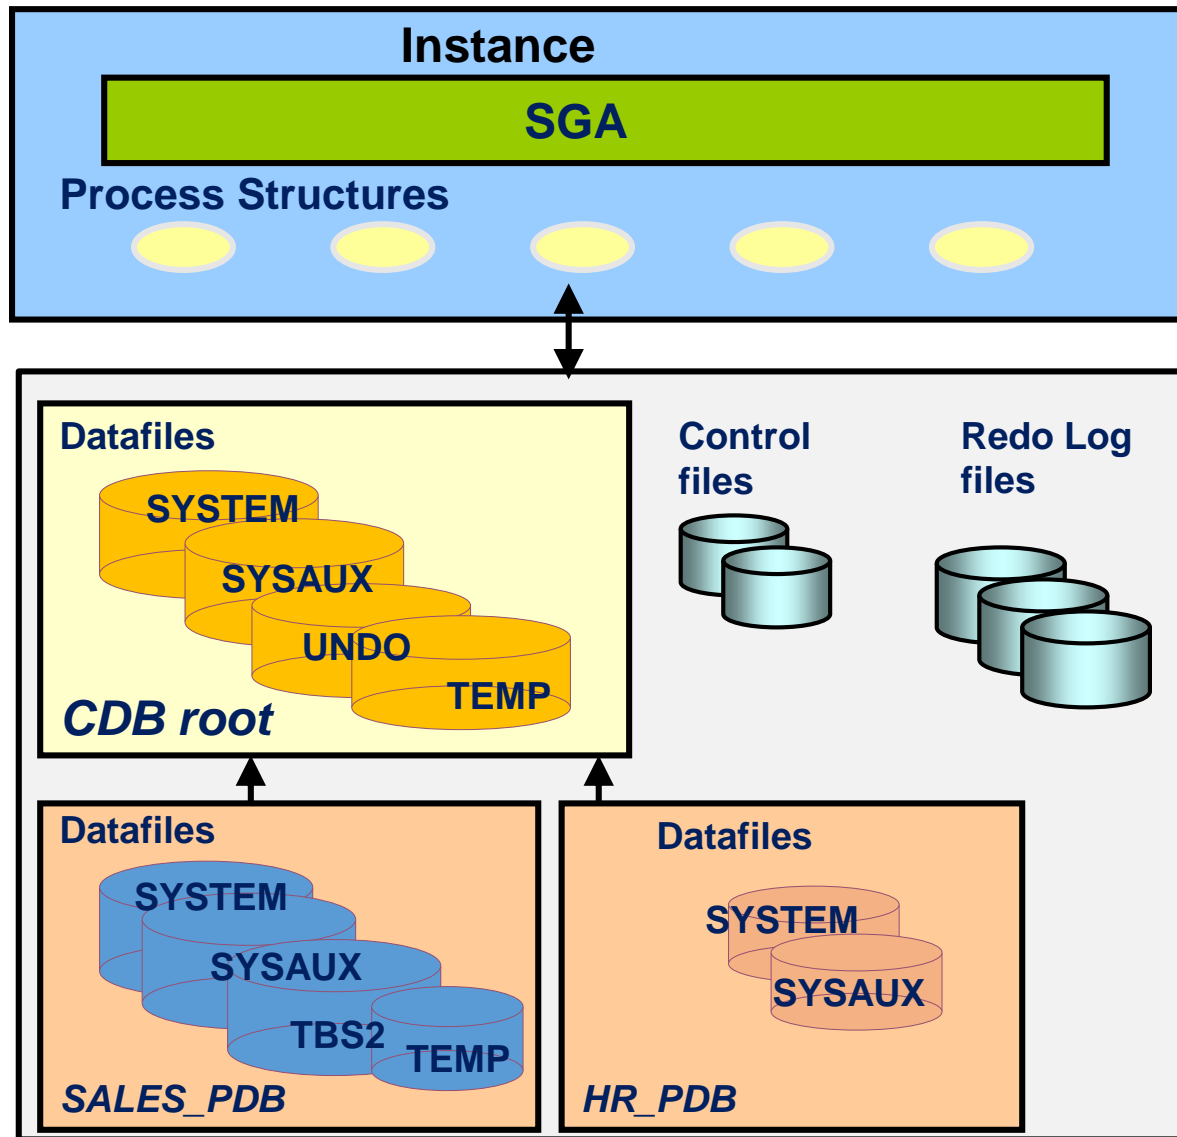 Instance
SGA
Process Structures
Datafiles
SYSTEM
SYSAUX
UNDO
TEMP
CDB root
Control
files
Redo Log
files
Datafiles
SYSTEM
SYSAUX
TBS2
TEMP
SALES_PDB
Datafiles
SYSTEM
SYSAUX
HR_PDB